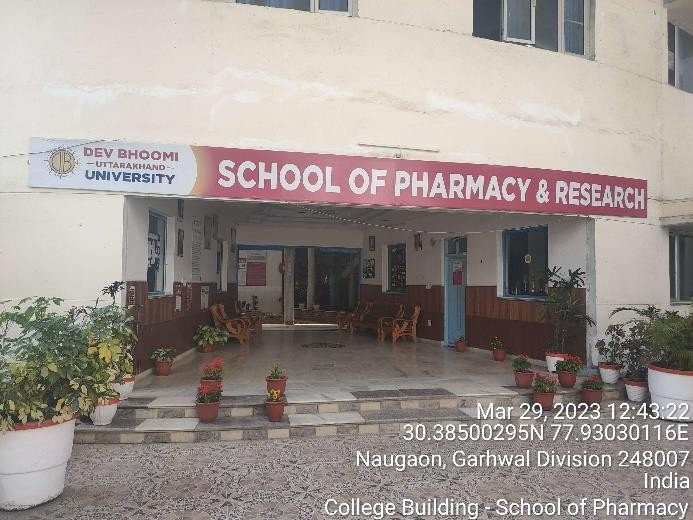 DEV BHOOMI
UTTARAKHAND
UNIVERSITY
SCHOOL OF PHARMACY & RESEARCH
Mar 29, 2023 12:43:22
30.38500295N 77.93030116E
Naugaon, Garhwal Division 248007
India
College Building - School of Pharmacy